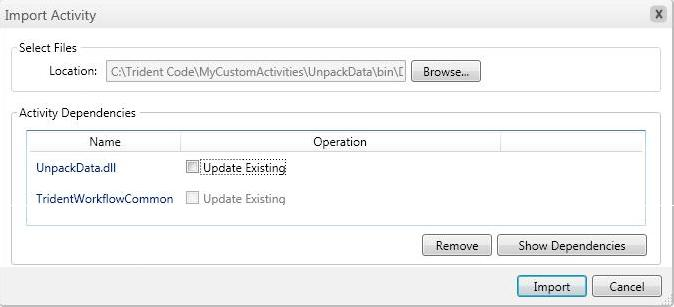 Import Activity
X
Select Files
Location: C:\Trident Code\MyCustomActivities\UnpackData\bin\D Browse...
Activity Dependencies
Name Operation
UnpackData.dll Update Existing
TridentWorkflowCommon Update Existing
Remove Show Dependencies
Import Cancel